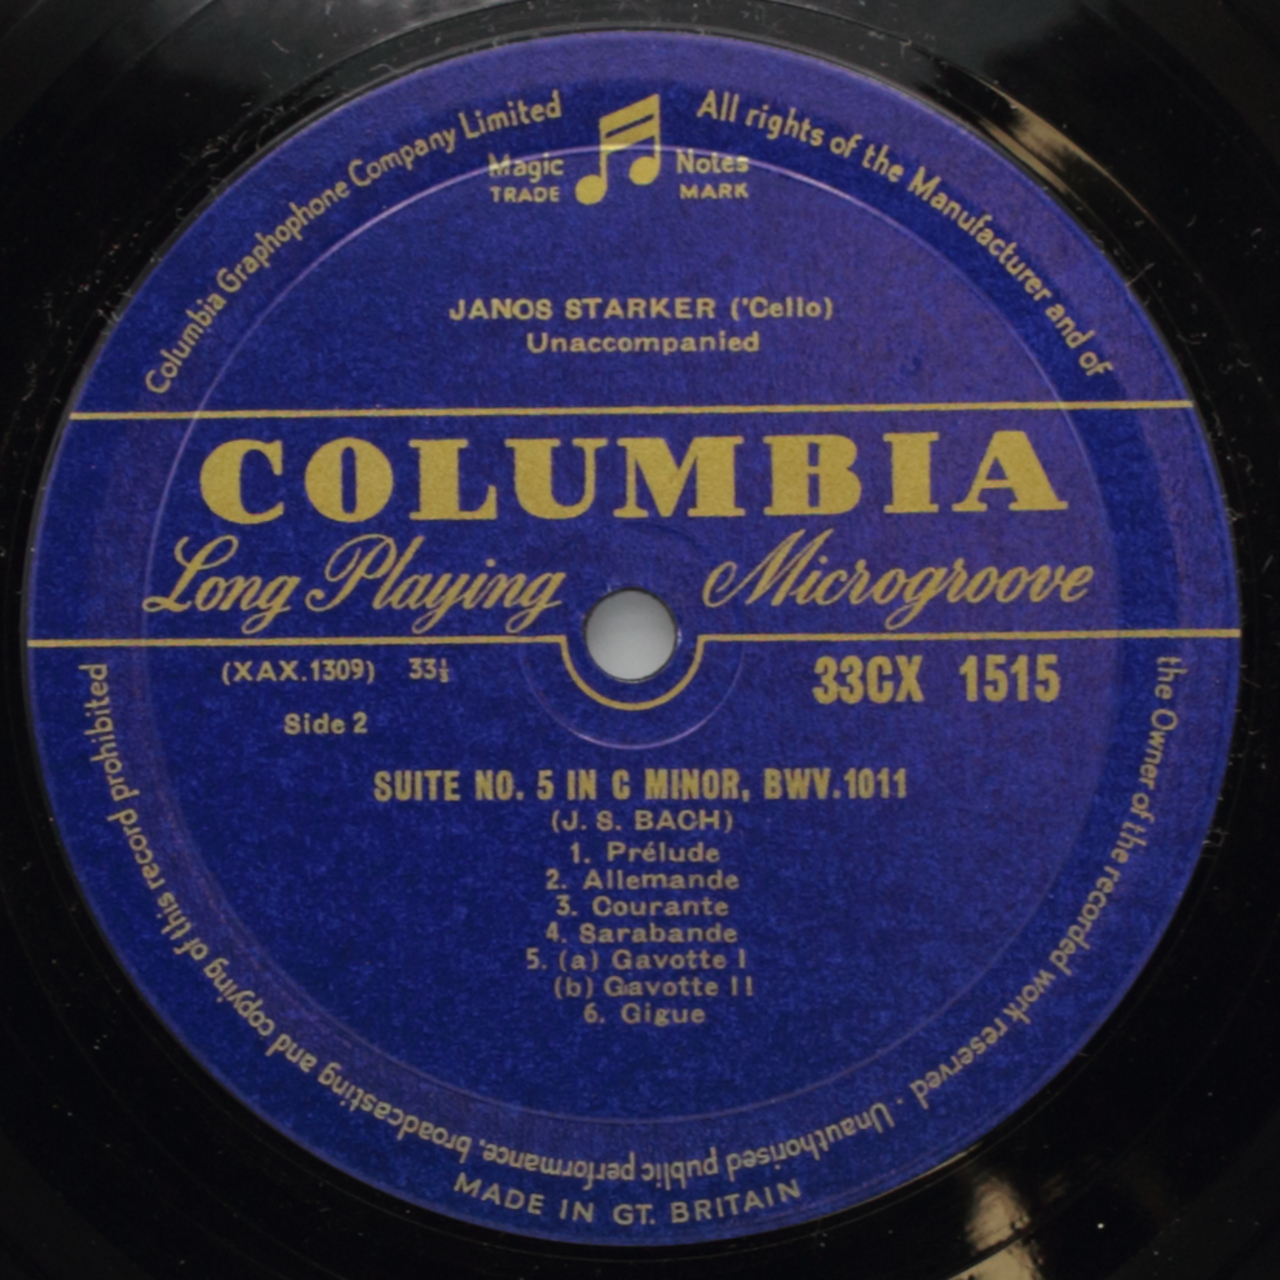 Columbia Graphophone Company Limited
All rights of the Manufacturer and of
the Owner of the recorded work reserved . Unauthorised public performance, broadcasting and copying of this record prohibited
Magic Notes
TRADE MARK
JANOS STARKER ('Cello)
Unaccompanied
COLUMBIA
Long Playing Microgroove
(XAX.1309) 33⅓ 33CX 1515
Side 2
SUITE NO. 5 IN C MINOR, BWV.1011
(J. S. BACH)
1. Prélude
2. Allemande
3. Courante
4. Sarabande
5. (a) Gavotte I
(b) Gavotte II
6. Gigue
MADE IN GT. BRITAIN